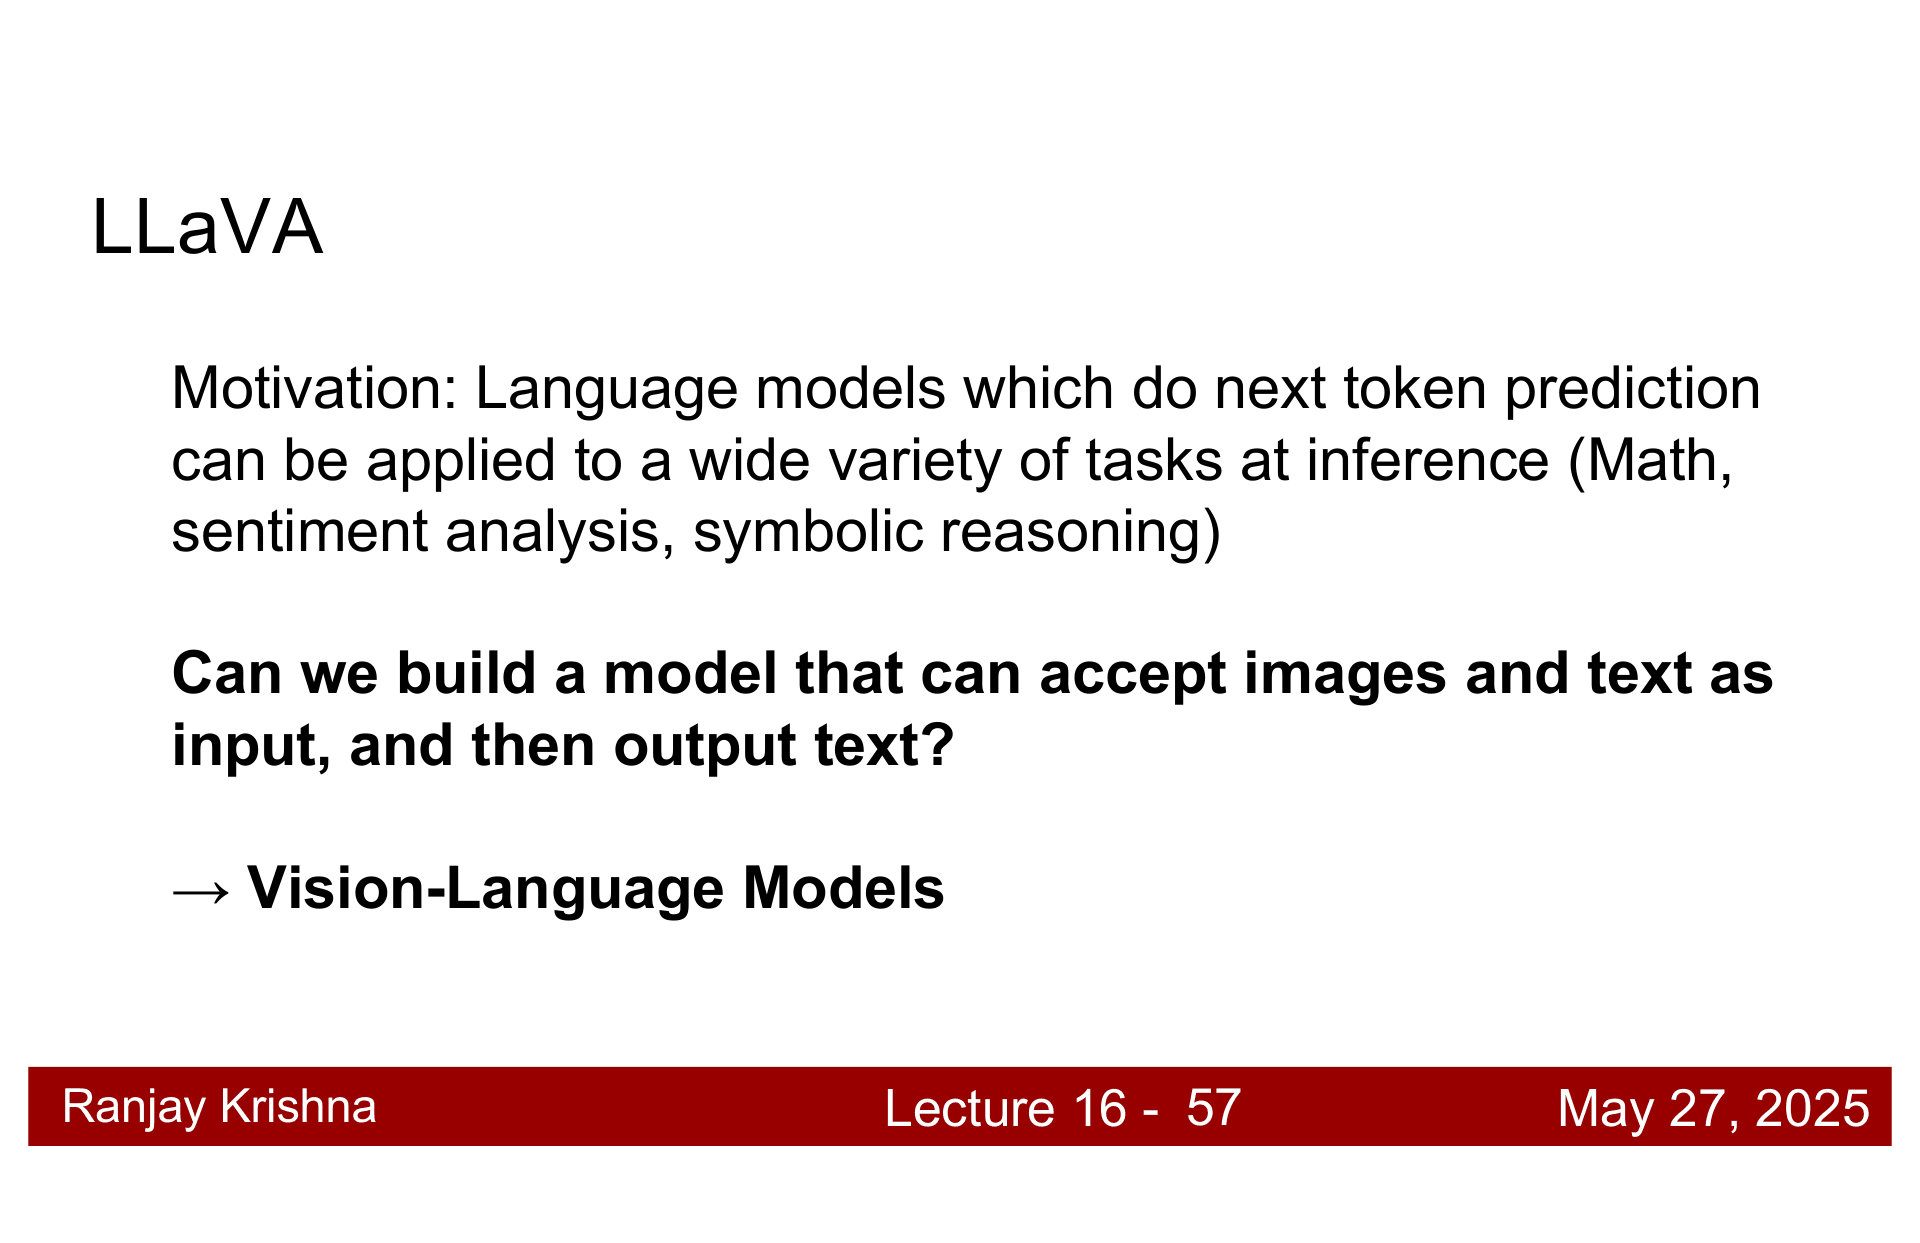 LLaVA
Motivation: Language models which do next token prediction
can be applied to a wide variety of tasks at inference (Math,
sentiment analysis, symbolic reasoning)
Can we build a model that can accept images and text as
input, and then output text?
→ Vision-Language Models
Ranjay Krishna Lecture 16 - 57 May 27, 2025